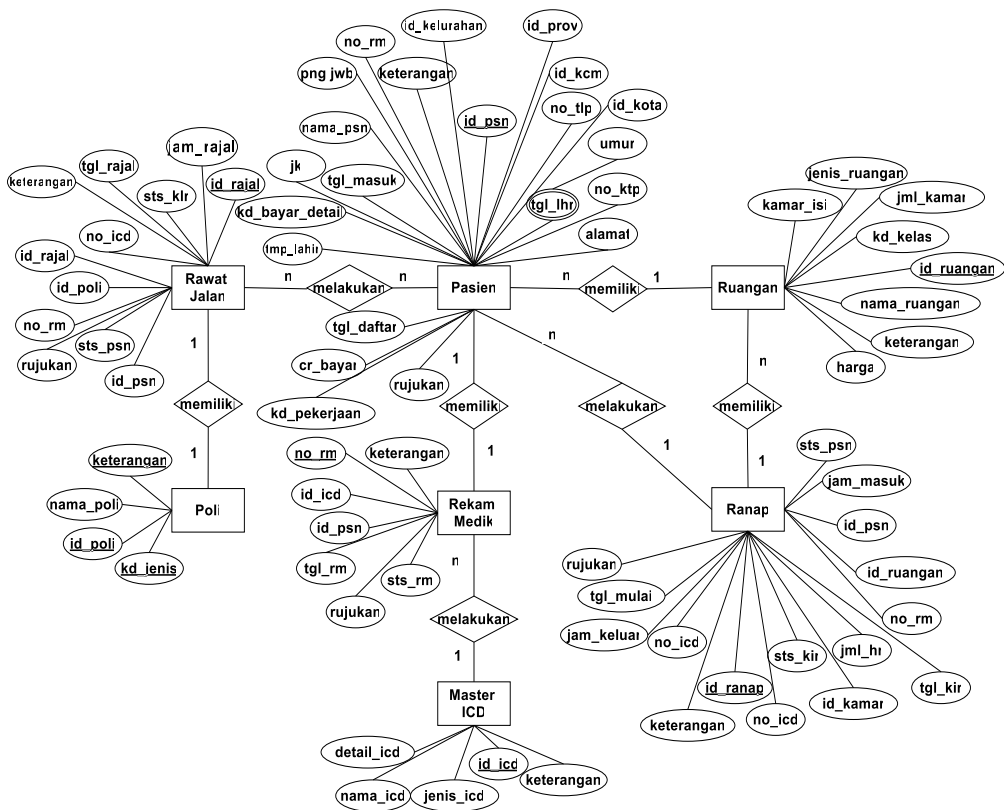 id_kelurahan
id_prov
no_rm
png jwb
keterangan
id_kcm
no_tlp
id_kota
id_psn
nama_psn
umur
jam_rajal
tgl_rajal
jk
tgl_masuk
no_ktp
tgl_lhr
keterangan
sts_klr
id_rajal
kd_bayar_detail
alamat
tmp_lahir
no_icd
jenis_ruangan
kamar_isi
jml_kamar
kd_kelas
id_ruangan
nama_ruangan
keterangan
harga
id_rajal
id_poli
no_rm
rujukan
sts_psn
id_psn
Rawat
Jalan
n
melakukan
n
Pasien
n
memiliki
1
Ruangan
tgl_daftar
cr_bayar
kd_pekerjaan
rujukan
1
memiliki
1
1
memiliki
1
n
melakukan
1
n
memiliki
1
keterangan
nama_poli
id_poli
kd_jenis
Poli
no_rm
keterangan
id_icd
id_psn
tgl_rm
rujukan
sts_rm
Rekam
Medik
n
melakukan
1
Ranap
sts_psn
jam_masuk
id_psn
id_ruangan
no_rm
tgl_kir
jml_hr
id_kamar
sts_kir
no_icd
id_ranap
keterangan
no_icd
jam_keluar
tgl_mulai
rujukan
Master
ICD
detail_icd
nama_icd
jenis_icd
id_icd
keterangan